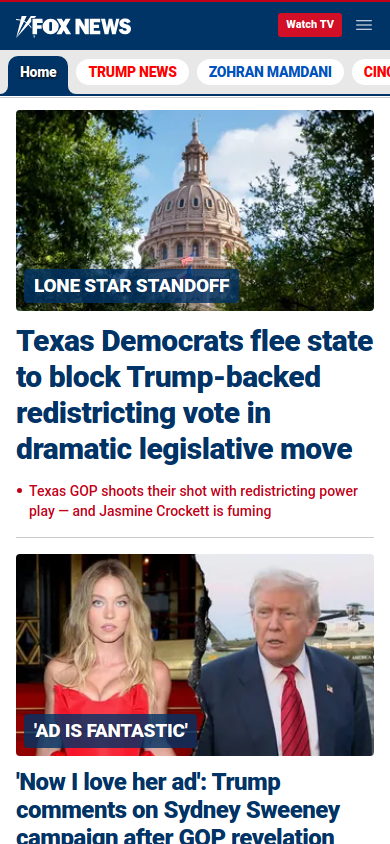 FOX NEWS
Watch TV
Home
TRUMP NEWS
ZOHRAN MAMDANI
LONE STAR STANDOFF
Texas Democrats flee state
to block Trump-backed
redistricting vote in
dramatic legislative move
• Texas GOP shoots their shot with redistricting power
play — and Jasmine Crockett is fuming
'AD IS FANTASTIC'
'Now I love her ad': Trump
comments on Sydney Sweeney
campaign after GOP revelation